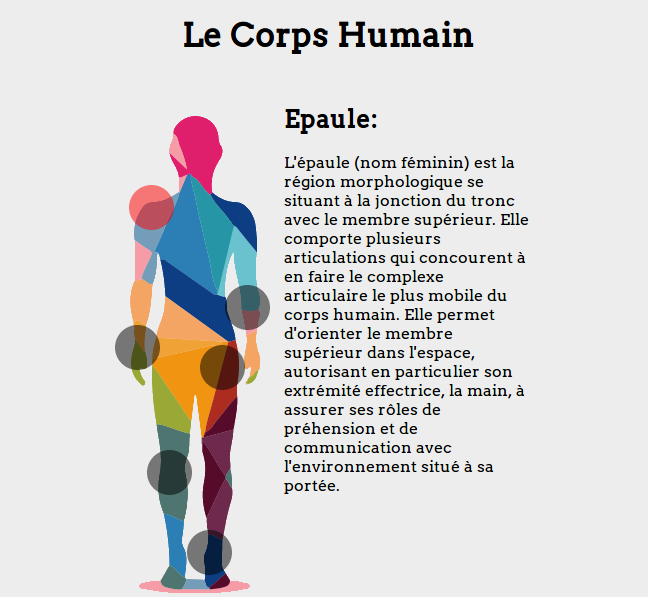 Le Corps Humain
Epaule:
L'épaule (nom féminin) est la
région morphologique se
situant à la jonction du tronc
avec le membre supérieur. Elle
comporte plusieurs
articulations qui concourent à
en faire le complexe
articulaire le plus mobile du
corps humain. Elle permet
d'orienter le membre
supérieur dans l'espace,
autorisant en particulier son
extrémité effectrice, la main, à
assurer ses rôles de
préhension et de
communication avec
l'environnement situé à sa
portée.